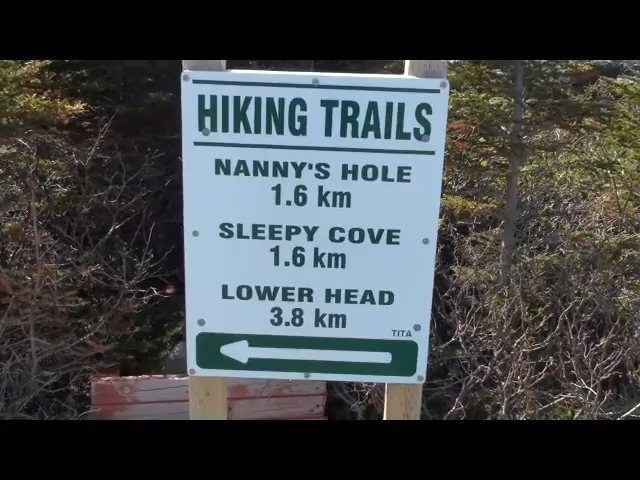 HIKING TRAILS
NANNY'S HOLE
1.6 km
SLEEPY COVE
1.6 km
LOWER HEAD
3.8 km
TITA